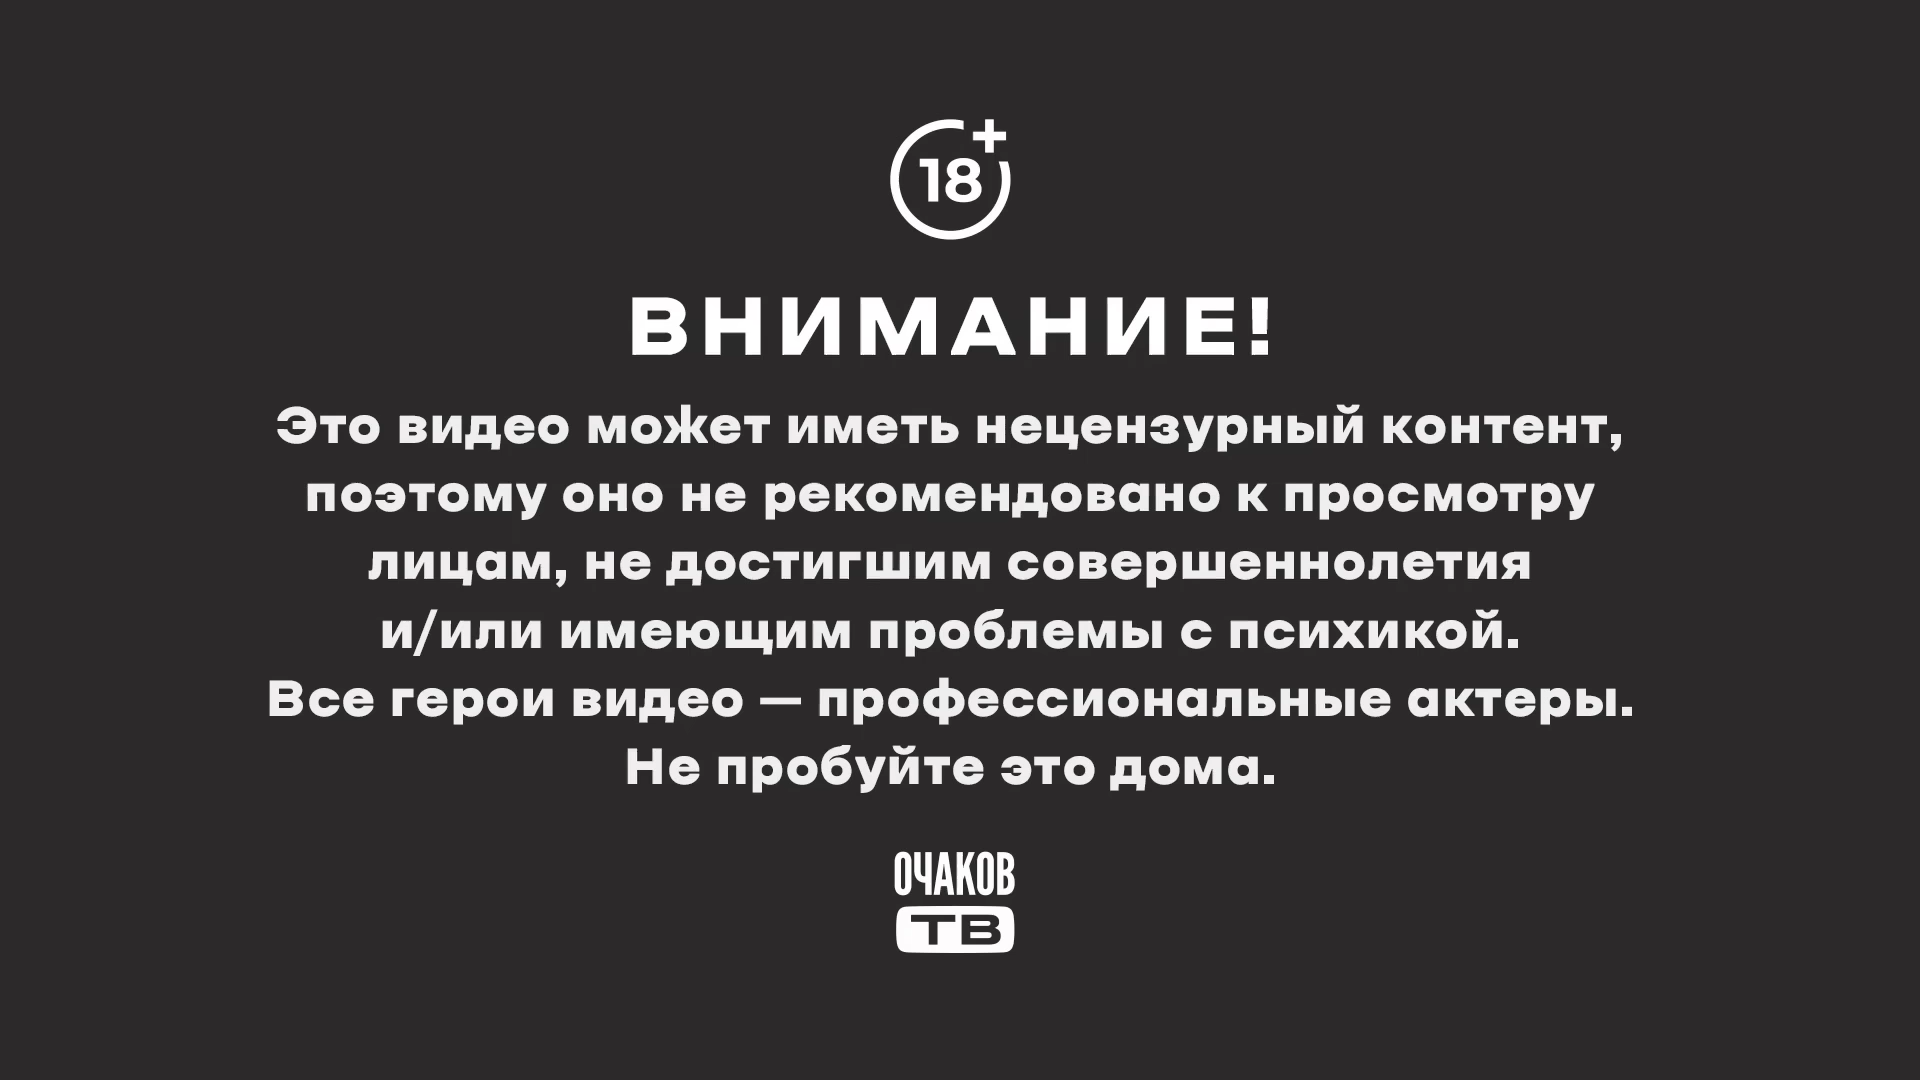 18+
ВНИМАНИЕ!
Это видео может иметь нецензурный контент,
поэтому оно не рекомендовано к просмотру
лицам, не достигшим совершеннолетия
и/или имеющим проблемы с психикой.
Все герои видео — профессиональные актеры.
Не пробуйте это дома.
ОЧАКОВ
ТВ